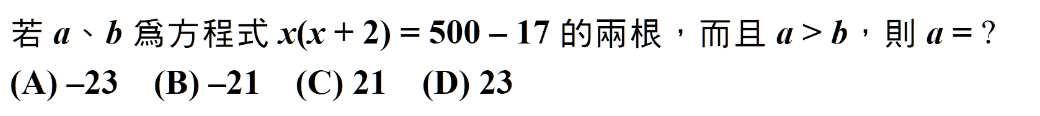 若 a、b 為方程式 x(x + 2) = 500 – 17 的兩根，而且 a > b，則 a = ?
(A) –23 (B) –21 (C) 21 (D) 23